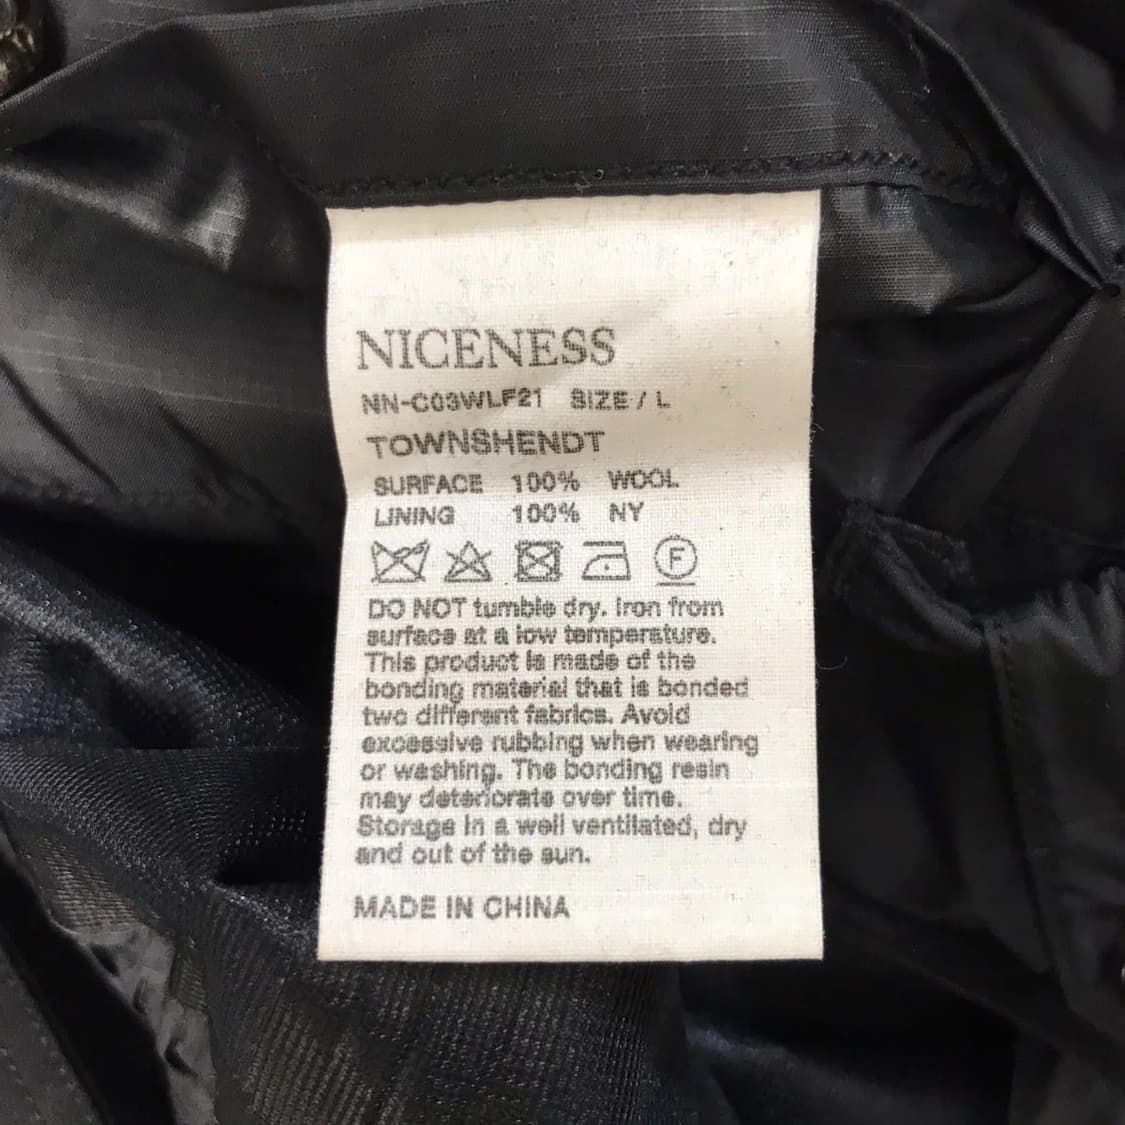 NICENESS
NN-C03WLF21 SIZE / L
TOWNSHENDT
SURFACE 100% WOOL
LINING 100% NY
F
DO NOT tumble dry. Iron from
surface at a low temperature.
This product is made of the
bonding material that is bonded
two different fabrics. Avoid
excessive rubbing when wearing
or washing. The bonding resin
may deteriorate over time.
Storage in a well ventilated, dry
and out of the sun.
MADE IN CHINA